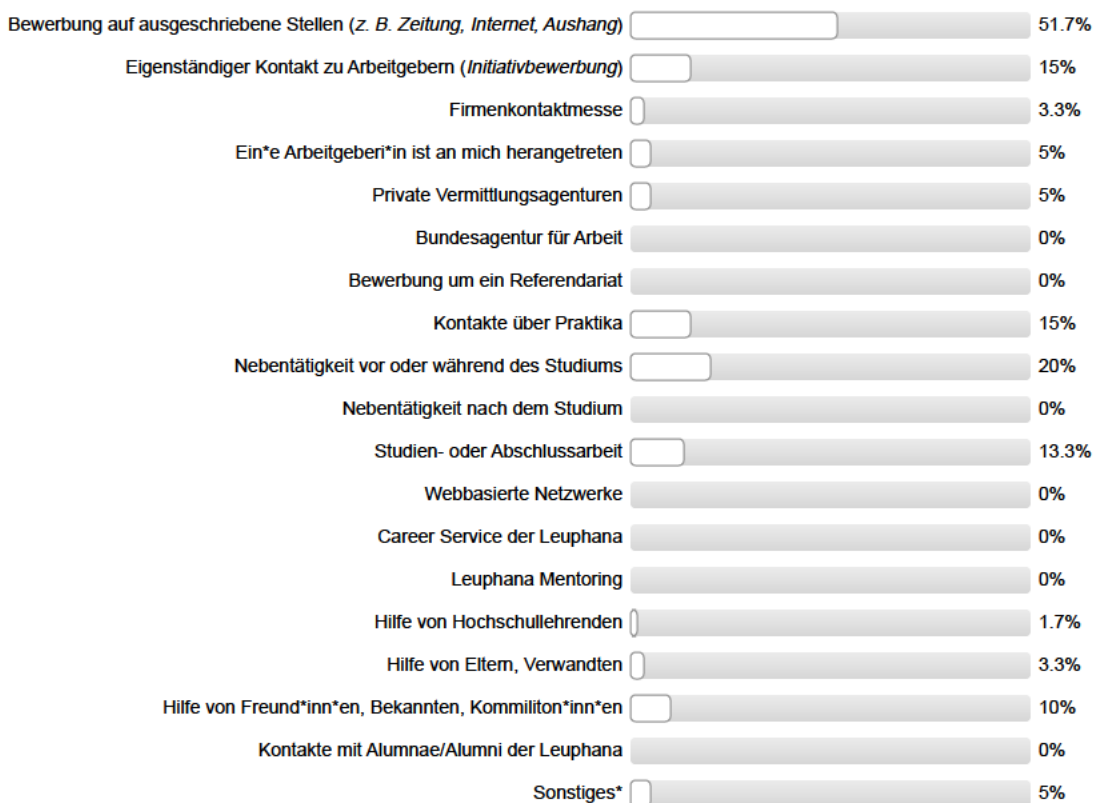 Bewerbung auf ausgeschriebene Stellen (z. B. Zeitung, Internet, Aushang) 51.7%
Eigenständiger Kontakt zu Arbeitgebern (Initiativbewerbung) 15%
Firmenkontaktmesse 3.3%
Ein*e Arbeitgeberi*in ist an mich herangetreten 5%
Private Vermittlungsagenturen 5%
Bundesagentur für Arbeit 0%
Bewerbung um ein Referendariat 0%
Kontakte über Praktika 15%
Nebentätigkeit vor oder während des Studiums 20%
Nebentätigkeit nach dem Studium 0%
Studien- oder Abschlussarbeit 13.3%
Webbasierte Netzwerke 0%
Career Service der Leuphana 0%
Leuphana Mentoring 0%
Hilfe von Hochschullehrenden 1.7%
Hilfe von Eltern, Verwandten 3.3%
Hilfe von Freund*inn*en, Bekannten, Kommiliton*inn*en 10%
Kontakte mit Alumnae/Alumni der Leuphana 0%
Sonstiges* 5%